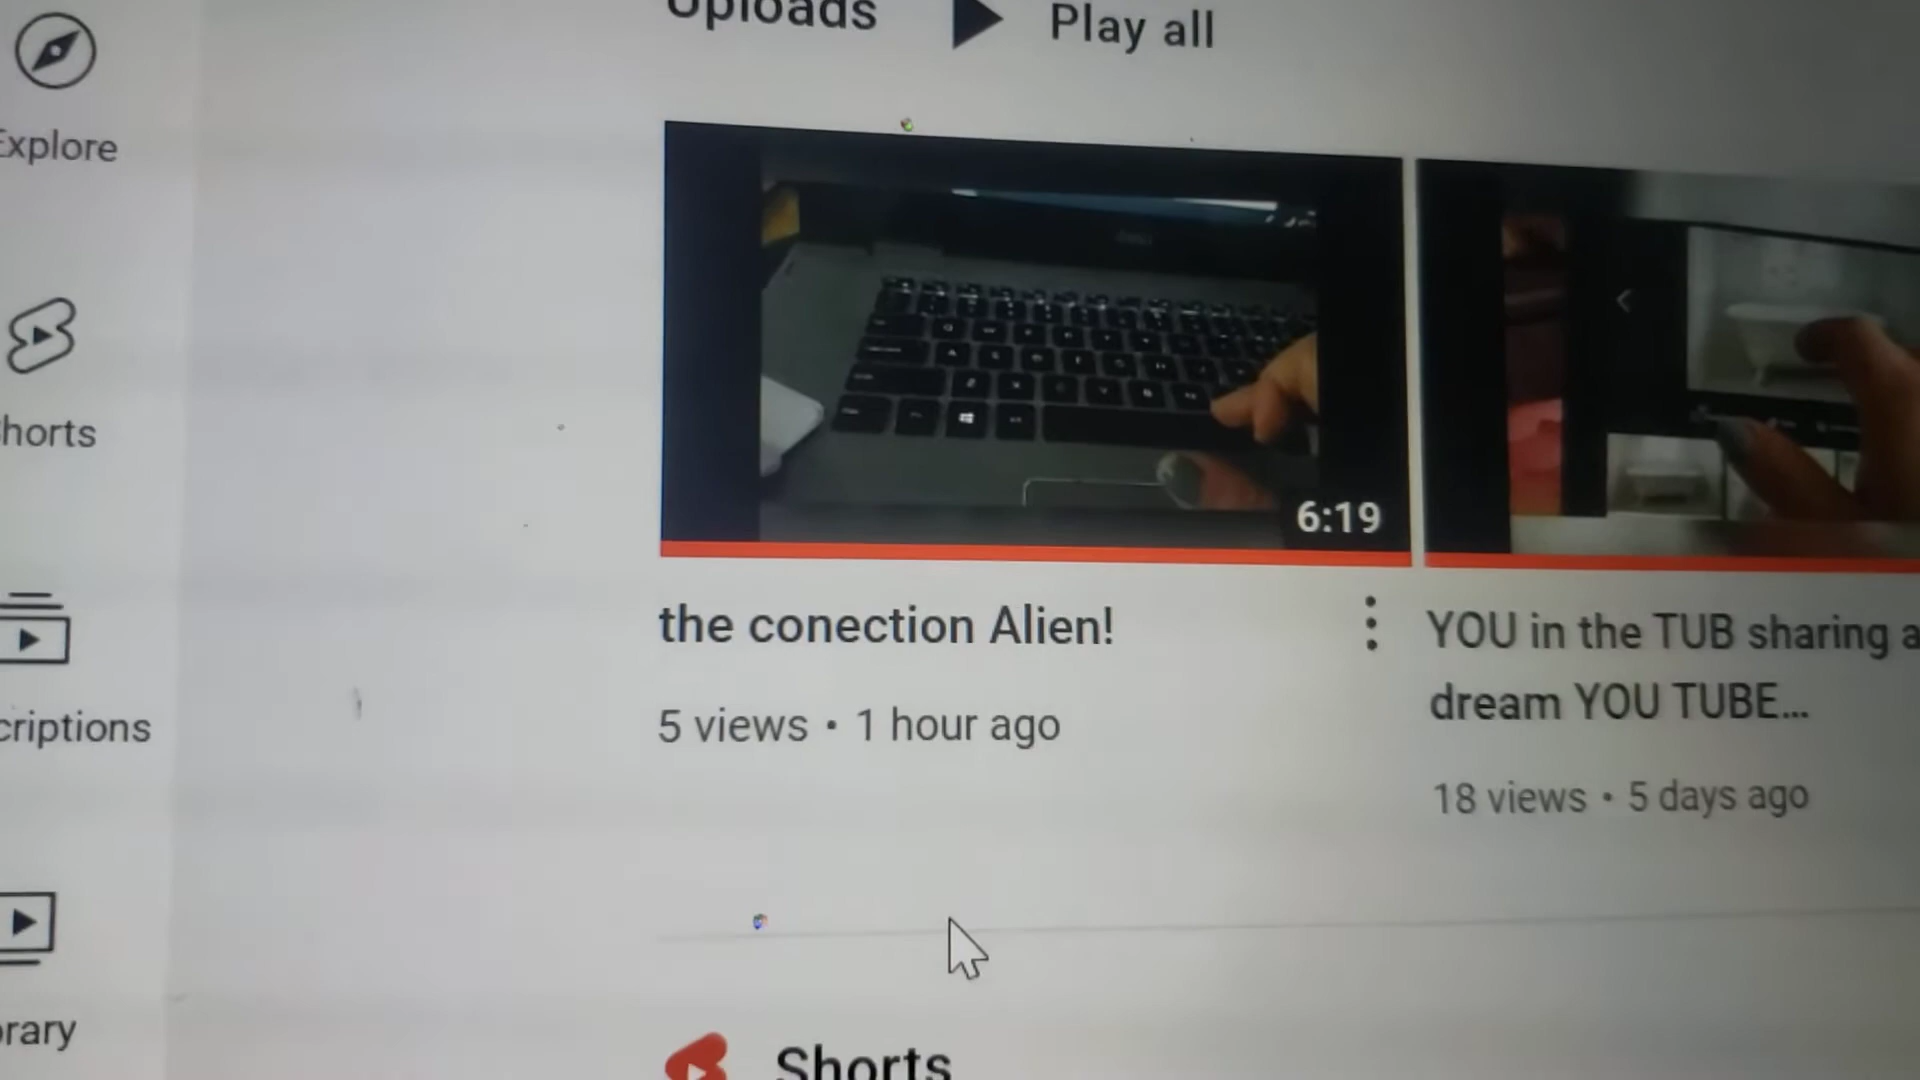 Uploads
Play all
Explore
horts
criptions
brary
6:19
the conection Alien!
5 views • 1 hour ago
YOU in the TUB sharing a
dream YOU TUBE...
18 views • 5 days ago
Shorts